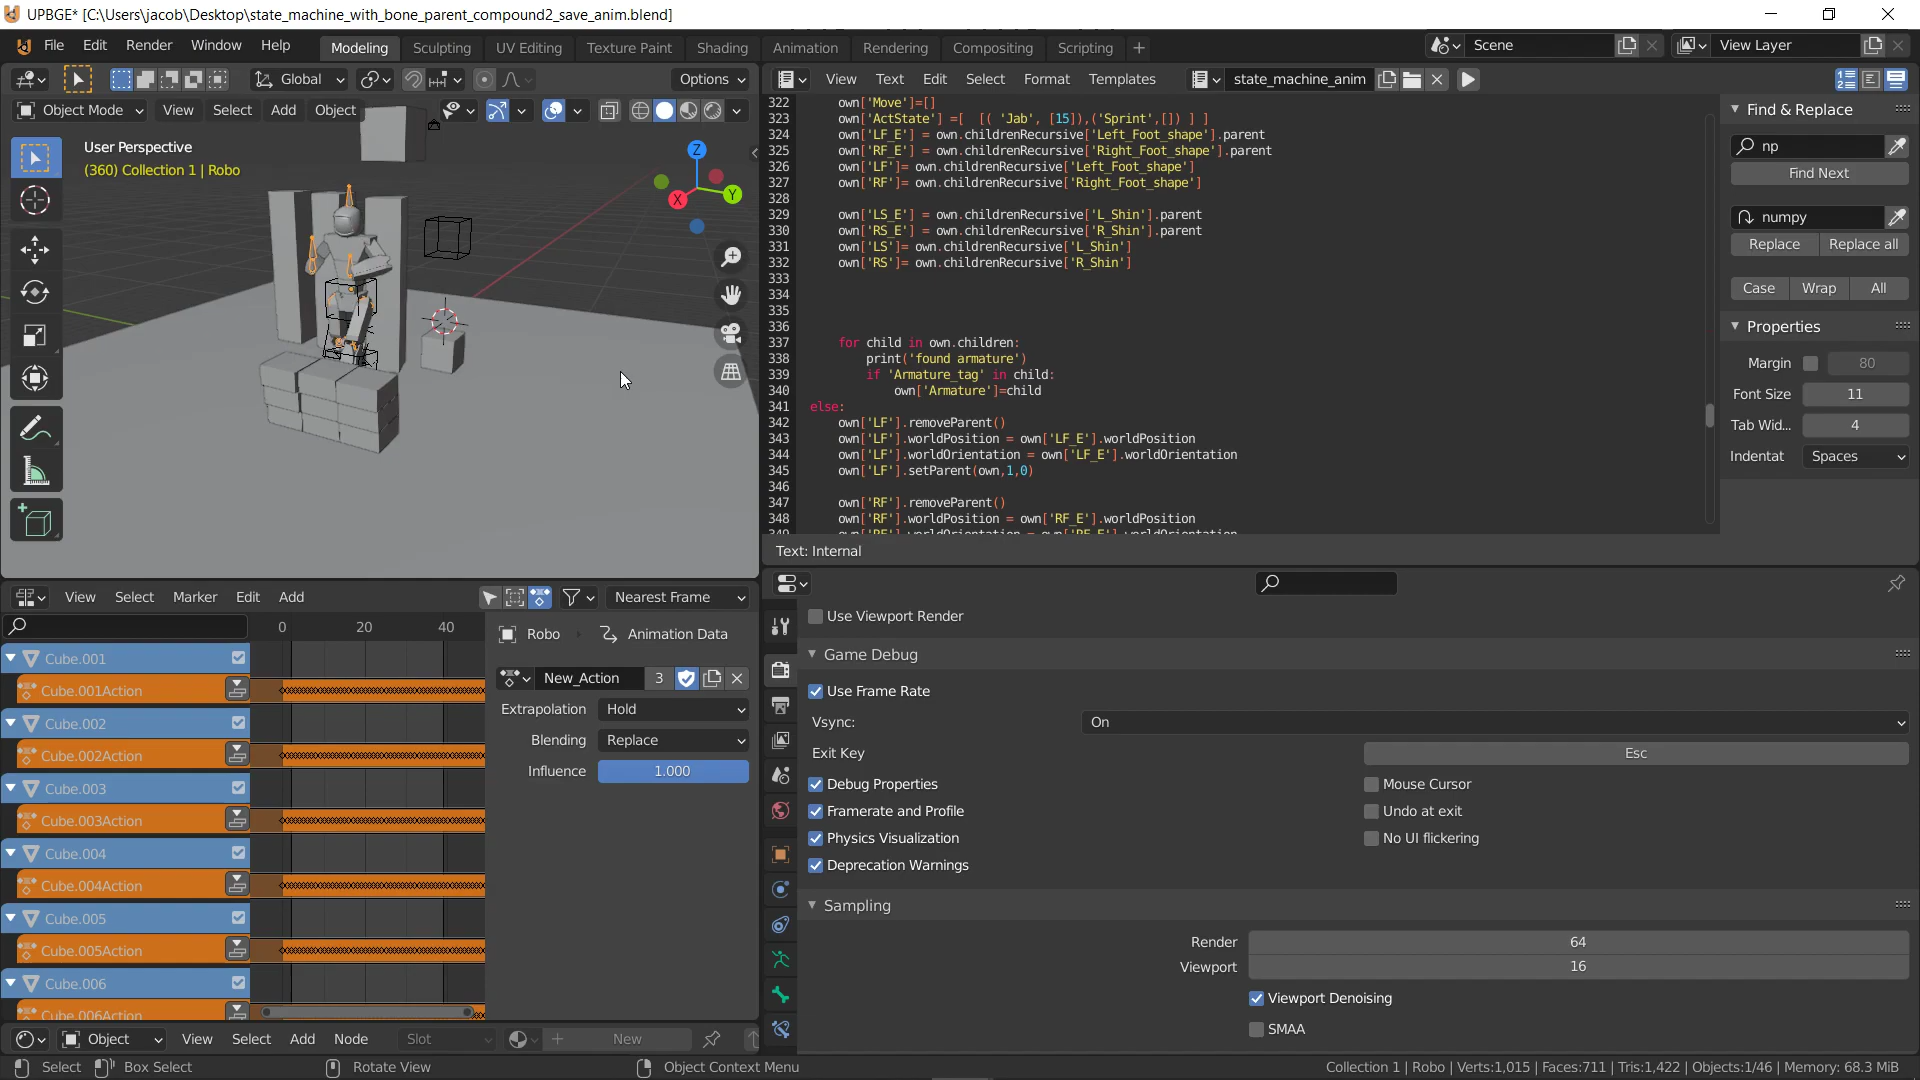 UPBGE* [C:\Users\jacob\Desktop\state_machine_with_bone_parent_compound2_save_anim.blend]
File Edit Render Window Help Modeling Sculpting UV Editing Texture Paint Shading Animation Rendering Compositing Scripting + Scene View Layer
Global Options
Object Mode View Select Add Object
User Perspective
(360) Collection 1 | Robo
Z
Y
X
View Text Edit Select Format Templates state_machine_anim
322 own['Move']=[]
323 own['ActState'] =[ [( 'Jab', [15]),('Sprint',[]) ] ]
324 own['LF_E'] = own.childrenRecursive['Left_Foot_shape'].parent
325 own['RF_E'] = own.childrenRecursive['Right_Foot_shape'].parent
326 own['LF']= own.childrenRecursive['Left_Foot_shape']
327 own['RF']= own.childrenRecursive['Right_Foot_shape']
328
329 own['LS_E'] = own.childrenRecursive['L_Shin'].parent
330 own['RS_E'] = own.childrenRecursive['R_Shin'].parent
331 own['LS']= own.childrenRecursive['L_Shin']
332 own['RS']= own.childrenRecursive['R_Shin']
333
334
335
336
337 for child in own.children:
338 print('found armature')
339 if 'Armature_tag' in child:
340 own['Armature']=child
341 else:
342 own['LF'].removeParent()
343 own['LF'].worldPosition = own['LF_E'].worldPosition
344 own['LF'].worldOrientation = own['LF_E'].worldOrientation
345 own['LF'].setParent(own,1,0)
346
347 own['RF'].removeParent()
348 own['RF'].worldPosition = own['RF_E'].worldPosition
349 own['RF'].worldOrientation = own['RF_E'].worldOrientation
Text: Internal
Find & Replace
np
Find Next
numpy
Replace Replace all
Case Wrap All
Properties
Margin 80
Font Size 11
Tab Wid... 4
Indentat Spaces
View Select Marker Edit Add Nearest Frame
0 20 40
Cube.001
Cube.001Action
Cube.002
Cube.002Action
Cube.003
Cube.003Action
Cube.004
Cube.004Action
Cube.005
Cube.005Action
Cube.006
Cube.006Action
Robo Animation Data
New_Action 3
Extrapolation Hold
Blending Replace
Influence 1.000
Object View Select Add Node Slot New
Use Viewport Render
Game Debug
Use Frame Rate
Vsync: On
Exit Key Esc
Debug Properties Mouse Cursor
Framerate and Profile Undo at exit
Physics Visualization No UI flickering
Deprecation Warnings
Sampling
Render 64
Viewport 16
Viewport Denoising
SMAA
Select Box Select Rotate View Object Context Menu Collection 1 | Robo | Verts:1,015 | Faces:711 | Tris:1,422 | Objects:1/46 | Memory: 68.3 MiB